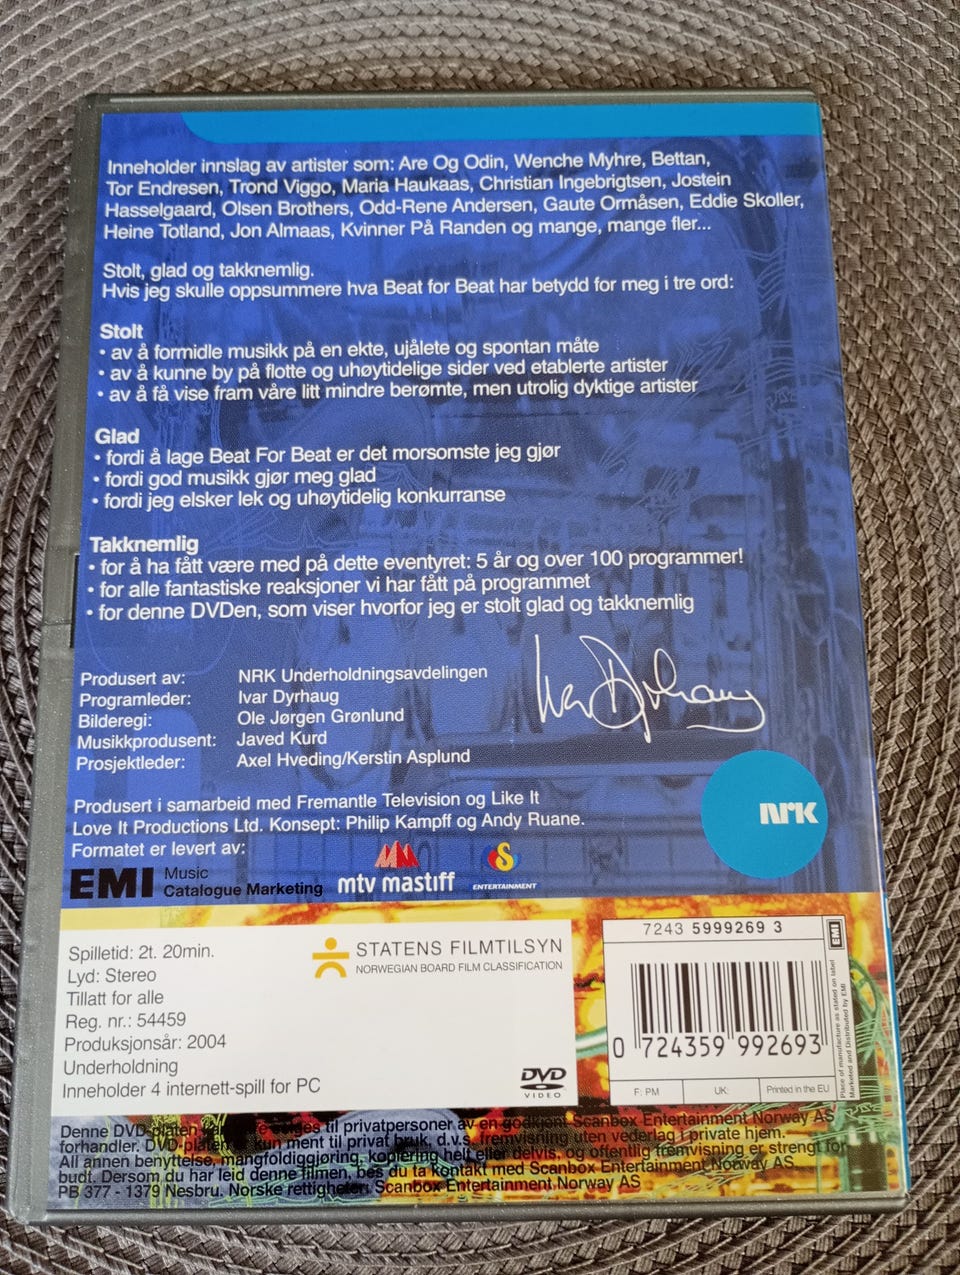 Inneholder innslag av artister som: Are Og Odin, Wenche Myhre, Bettan,
Tor Endresen, Trond Viggo, Maria Haukaas, Christian Ingebrigtsen, Jostein
Hasselgaard, Olsen Brothers, Odd-Rene Andersen, Gaute Ormåsen, Eddie Skoller,
Heine Totland, Jon Almaas, Kvinner På Randen og mange, mange fler...
Stolt, glad og takknemlig.
Hvis jeg skulle oppsummere hva Beat for Beat har betydd for meg i tre ord:
Stolt
• av å formidle musikk på en ekte, ujålete og spontan måte
• av å kunne by på flotte og uhøytidelige sider ved etablerte artister
• av å få vise fram våre litt mindre berømte, men utrolig dyktige artister
Glad
• fordi å lage Beat For Beat er det morsomste jeg gjør
• fordi god musikk gjør meg glad
• fordi jeg elsker lek og uhøytidelig konkurranse
Takknemlig
• for å ha fått være med på dette eventyret: 5 år og over 100 programmer!
• for alle fantastiske reaksjoner vi har fått på programmet
• for denne DVDen, som viser hvorfor jeg er stolt glad og takknemlig
Ivar Dyrhaug
Produsert av: NRK Underholdningsavdelingen
Programleder: Ivar Dyrhaug
Bilderegi: Ole Jørgen Grønlund
Musikkprodusent: Javed Kurd
Prosjektleder: Axel Hveding/Kerstin Asplund
NRK
Produsert i samarbeid med Fremantle Television og Like It
Love It Productions Ltd. Konsept: Philip Kampff og Andy Ruane.
Formatet er levert av:
EMI Music
Catalogue Marketing
mtv mastiff
S
ENTERTAINMENT
Spilletid: 2t. 20min.
Lyd: Stereo
Tillatt for alle
Reg. nr.: 54459
Produksjonsår: 2004
Underholdning
Inneholder 4 internett-spill for PC
STATENS FILMTILSYN
NORWEGIAN BOARD FILM CLASSIFICATION
DVD
VIDEO
7243 5999269 3
EMI
0 724359 992693
F: PM UK: Printed in the EU
Place of manufacture as stated on label
Marketed and Distributed by EMI
Denne DVD-platen selges til privatpersoner av en godkjent Scanbox Entertainment Norway AS
forhandler. DVD-platen kun ment til privat bruk, d.v.s. fremvisning uten vederlag i private hjem.
All annen benyttelse, mangfoldiggjøring, kopiering helt eller delvis, og offentlig fremvisning er strengt for
budt. Dersom du har leid denne filmen, bes du ta kontakt med Scanbox Entertainment Norway AS
PB 377 - 1379 Nesbru. Norske rettigheter: Scanbox Entertainment Norway AS